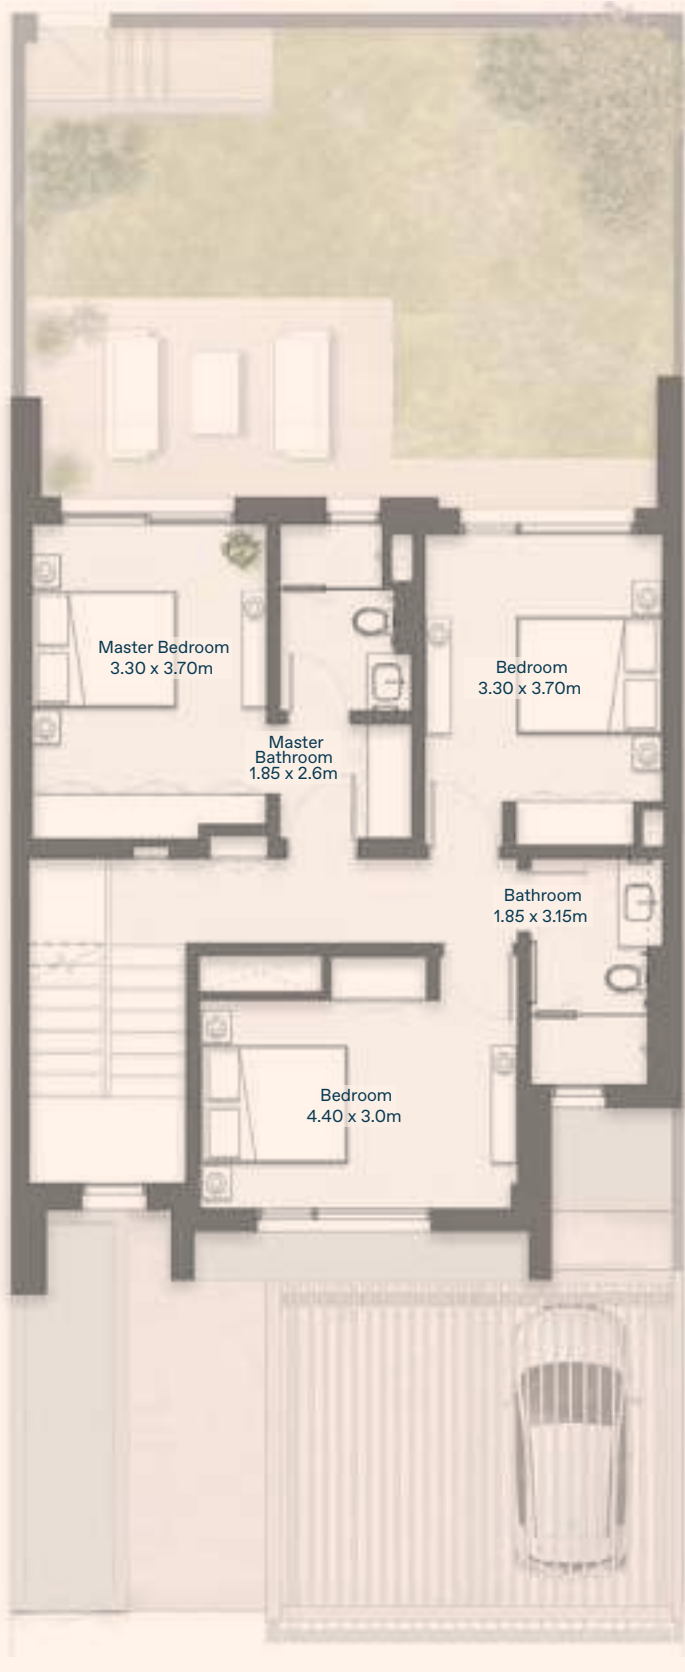 Master Bedroom
3.30 x 3.70m
Bedroom
3.30 x 3.70m
Master
Bathroom
1.85 x 2.6m
Bathroom
1.85 x 3.15m
Bedroom
4.40 x 3.0m